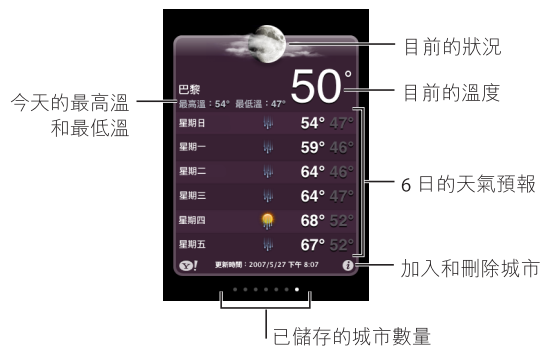 目前的狀況
50°
目前的溫度
巴黎
今天的最高溫
和最低溫
最高溫：54° 最低溫：47°
星期日 54° 47°
星期一 59° 46°
星期二 64° 46°
星期三 64° 47°
星期四 68° 52°
星期五 67° 52°
6 日的天氣預報
Y! 更新時間：2007/5/27 下午 8:07 i
加入和刪除城市
已儲存的城市數量